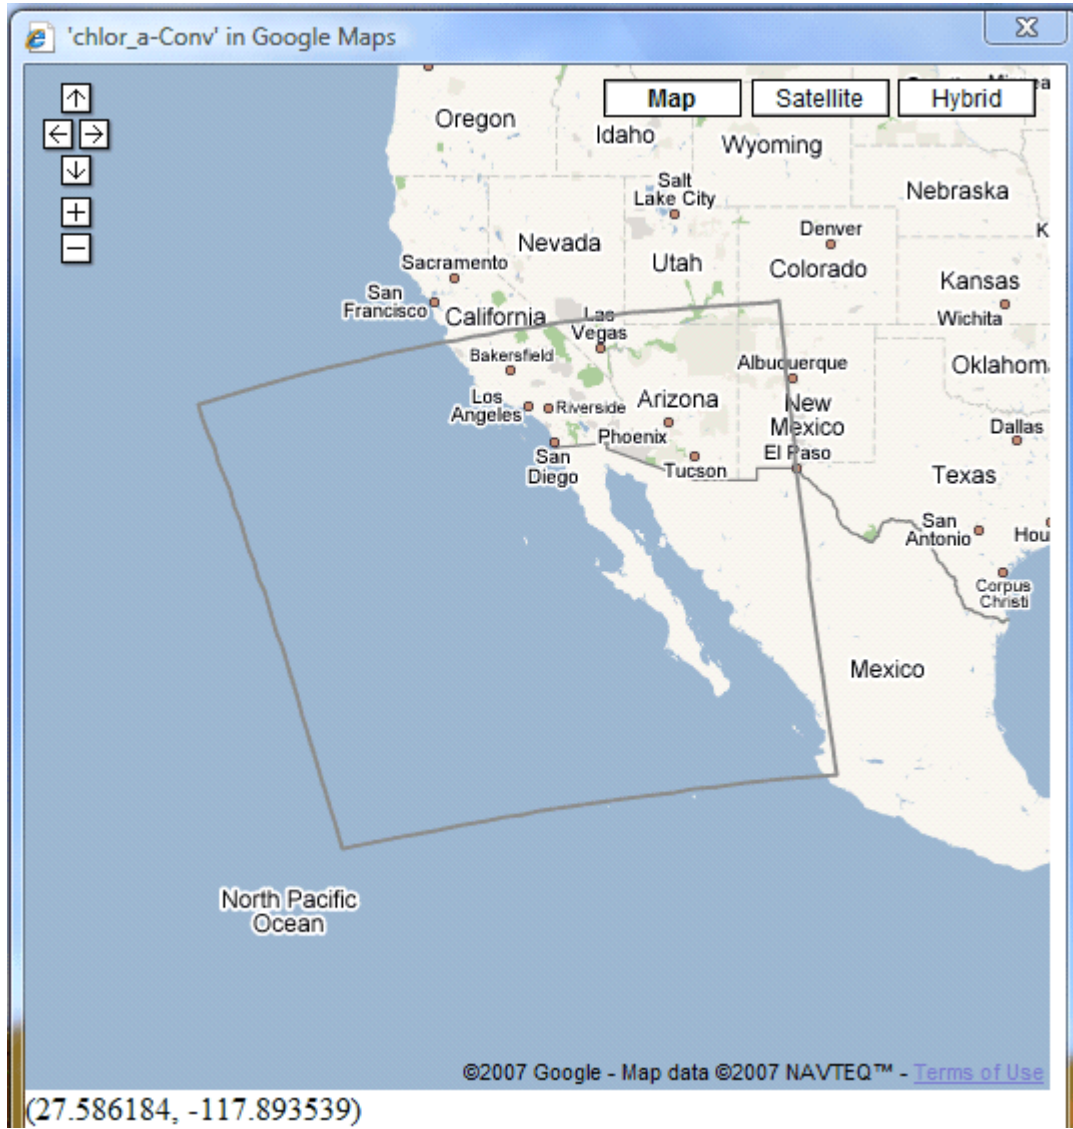 'chlor_a-Conv' in Google Maps
X
Map
Satellite
Hybrid
Oregon
Idaho
Wyoming
Salt
Lake City
Nebraska
Denver
Nevada
Utah
Colorado
K
Sacramento
San
Francisco
California
Kansas
Las
Vegas
Wichita
Bakersfield
Albuquerque
Oklahom
Los
Angeles
Riverside
Arizona
New
Mexico
Phoenix
Dallas
San
Diego
Tucson
El Paso
Texas
San
Antonio
Hou
Corpus
Christi
Mexico
North Pacific
Ocean
©2007 Google - Map data ©2007 NAVTEQ™ - Terms of Use
(27.586184, -117.893539)